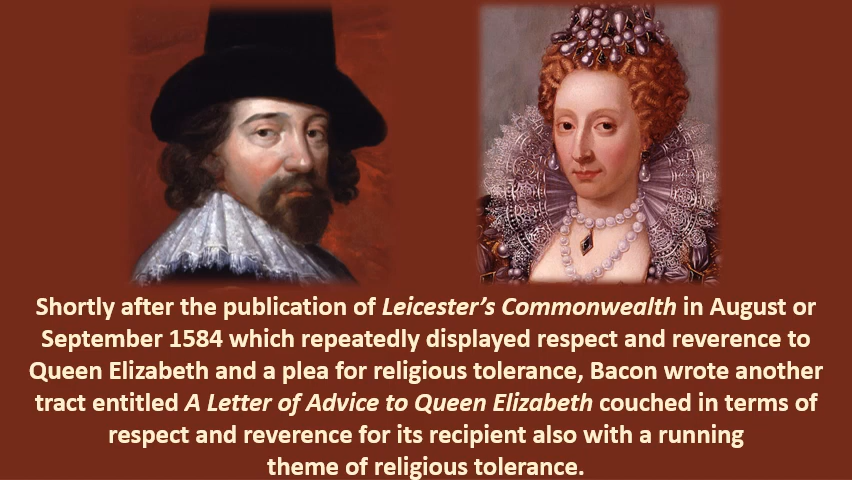 Shortly after the publication of Leicester’s Commonwealth in August or
September 1584 which repeatedly displayed respect and reverence to
Queen Elizabeth and a plea for religious tolerance, Bacon wrote another
tract entitled A Letter of Advice to Queen Elizabeth couched in terms of
respect and reverence for its recipient also with a running
theme of religious tolerance.